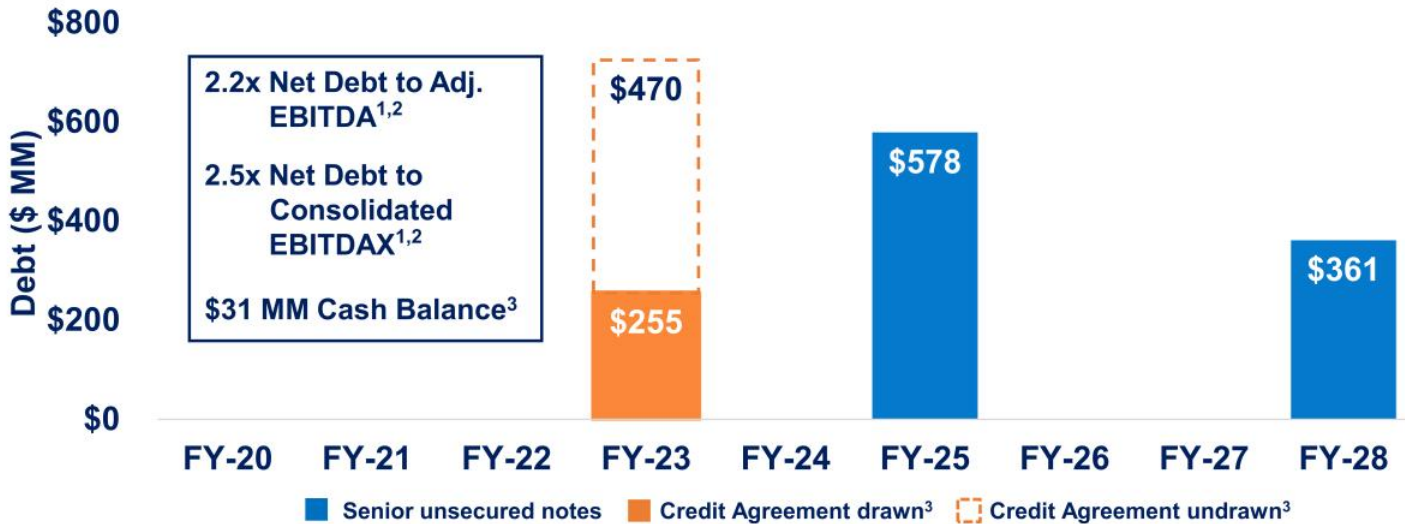 $800
$600
$400
$200
$0
Debt ($ MM)
2.2x Net Debt to Adj.
EBITDA¹,²
2.5x Net Debt to
Consolidated
EBITDAX¹,²
$31 MM Cash Balance³
$470
$255
$578
$361
FY-20 FY-21 FY-22 FY-23 FY-24 FY-25 FY-26 FY-27 FY-28
Senior unsecured notes Credit Agreement drawn³ Credit Agreement undrawn³